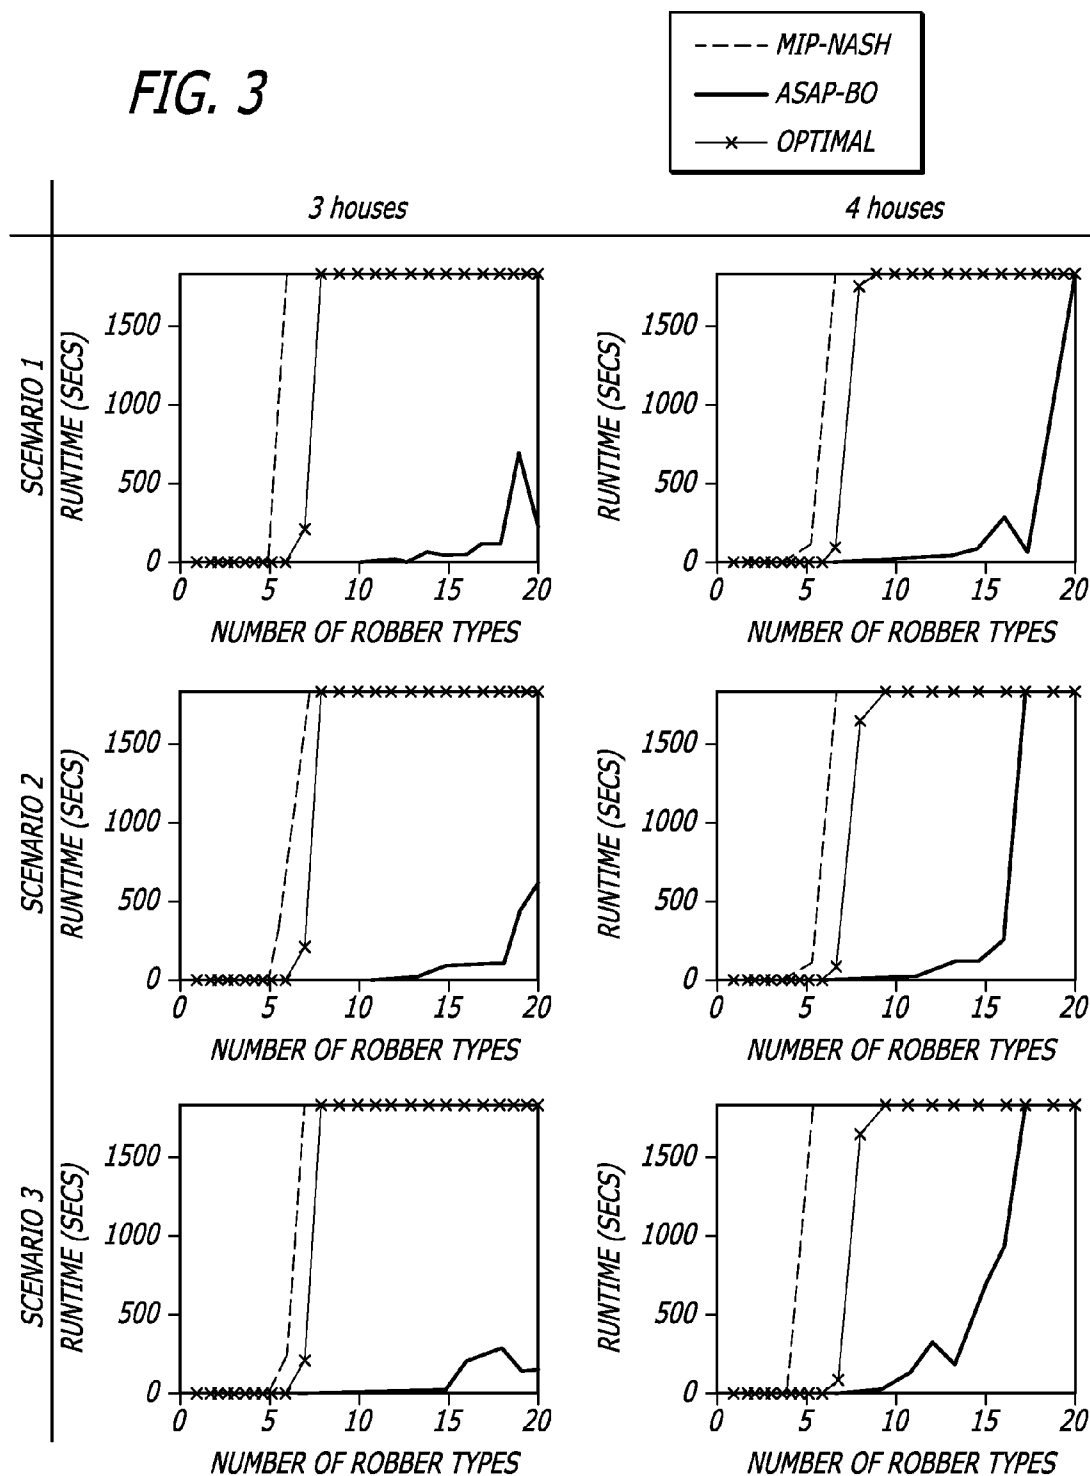 FIG. 3
MIP-NASH
ASAP-BO
OPTIMAL
3 houses
4 houses
SCENARIO 1
RUNTIME (SECS)
1500
1000
500
0
0 5 10 15 20
NUMBER OF ROBBER TYPES
RUNTIME (SECS)
1500
1000
500
0
0 5 10 15 20
NUMBER OF ROBBER TYPES
SCENARIO 2
RUNTIME (SECS)
1500
1000
500
0
0 5 10 15 20
NUMBER OF ROBBER TYPES
RUNTIME (SECS)
1500
1000
500
0
0 5 10 15 20
NUMBER OF ROBBER TYPES
SCENARIO 3
RUNTIME (SECS)
1500
1000
500
0
0 5 10 15 20
NUMBER OF ROBBER TYPES
RUNTIME (SECS)
1500
1000
500
0
0 5 10 15 20
NUMBER OF ROBBER TYPES